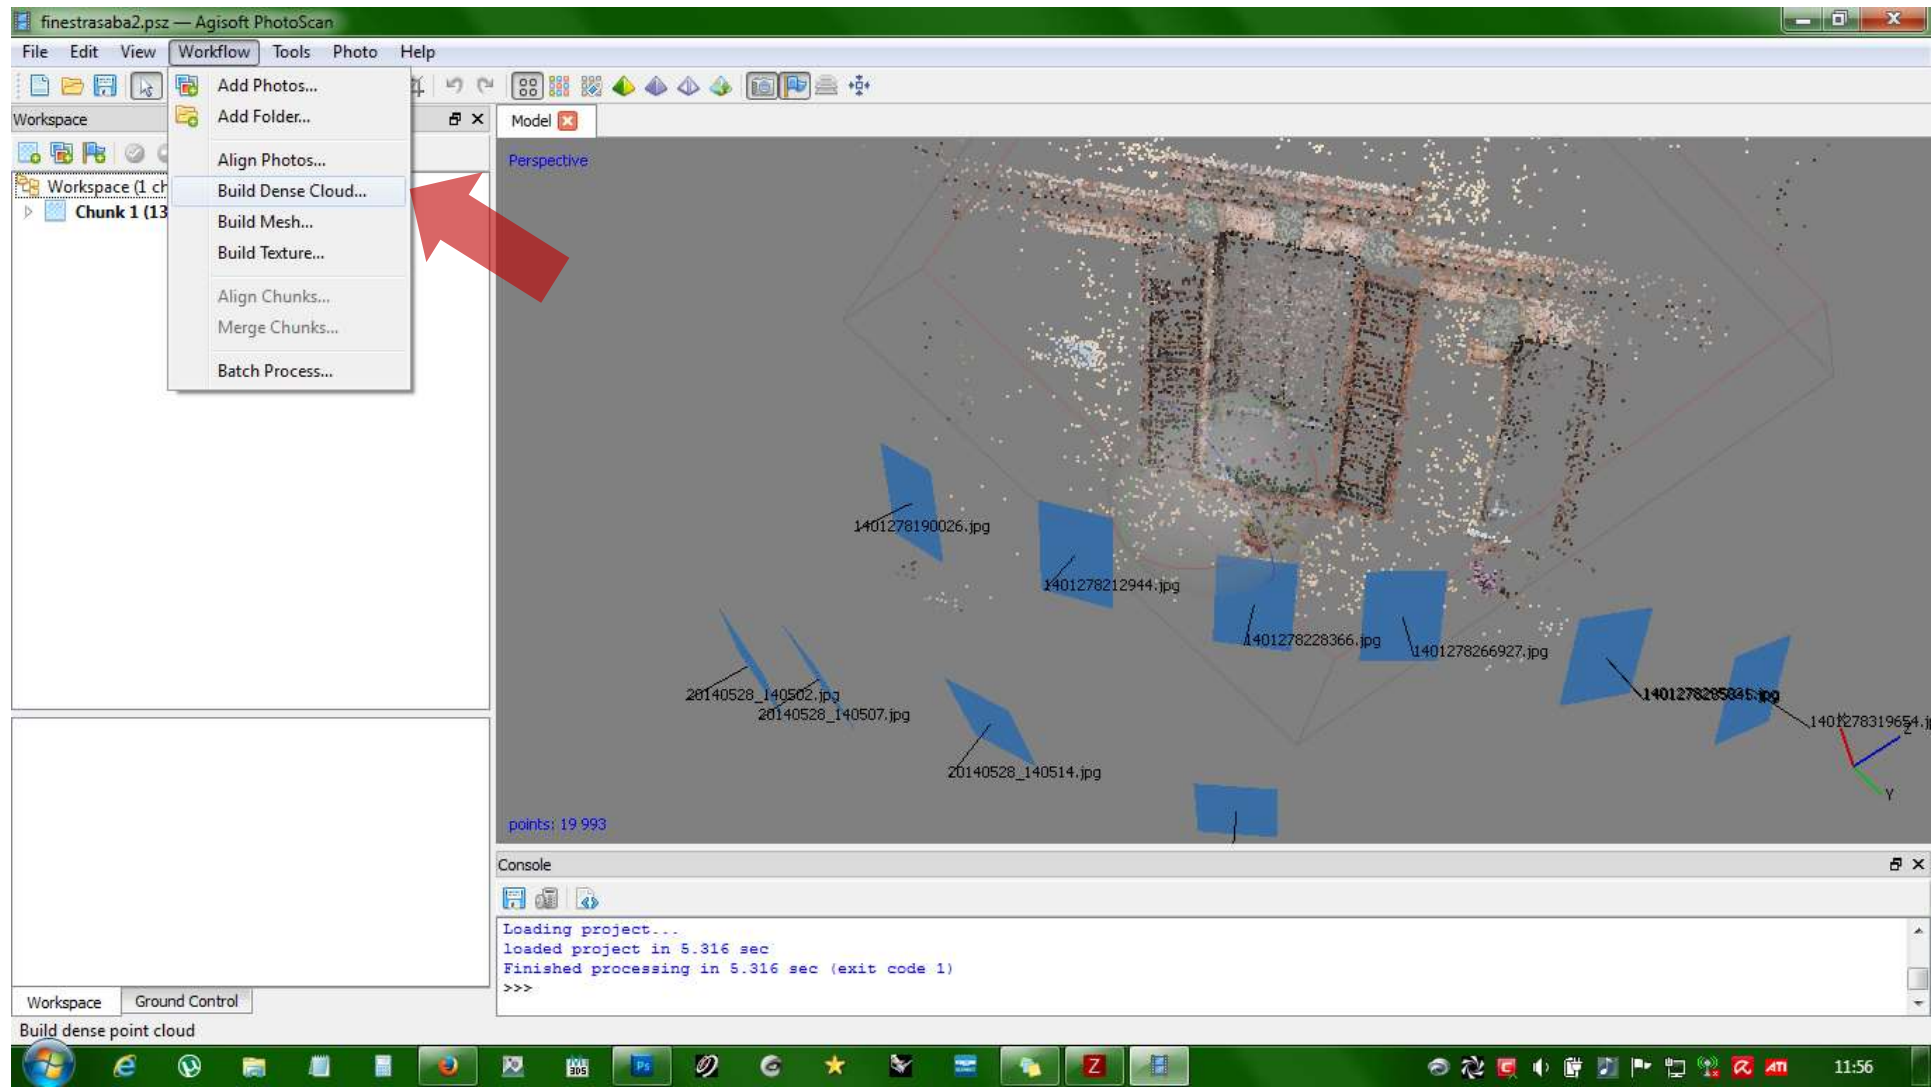 finestrasaba2.psz — Agisoft PhotoScan
File Edit View Workflow Tools Photo Help
Add Photos...
Add Folder...
Align Photos...
Build Dense Cloud...
Build Mesh...
Build Texture...
Align Chunks...
Merge Chunks...
Batch Process...
Workspace
Workspace (1 ch
Chunk 1 (13
Model
Perspective
1401278190026.jpg
1401278212944.jpg
1401278228366.jpg
1401278266927.jpg
20140528_140502.jpg
20140528_140507.jpg
1401278319654.j
20140528_140514.jpg
X
Z
Y
points: 19 993
Console
Loading project...
loaded project in 5.316 sec
Finished processing in 5.316 sec (exit code 1)
>>>
Workspace Ground Control
Build dense point cloud
Ps
3DS
Z
ATI
11:56